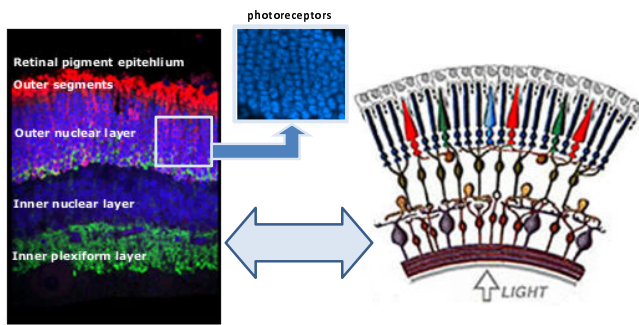 photoreceptors
Retinal pigment epitehlium
Outer segments
Outer nuclear layer
Inner nuclear layer
Inner plexiform layer
LIGHT